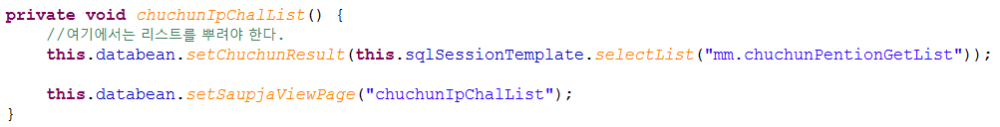 private void chuchunIpChalList() {
//여기에서는 리스트를 뿌려야 한다.
this.databean.setChuchunResult(this.sqlSessionTemplate.selectList("mm.chuchunPentionGetList"));
this.databean.setSaupjaViewPage("chuchunIpChalList");
}